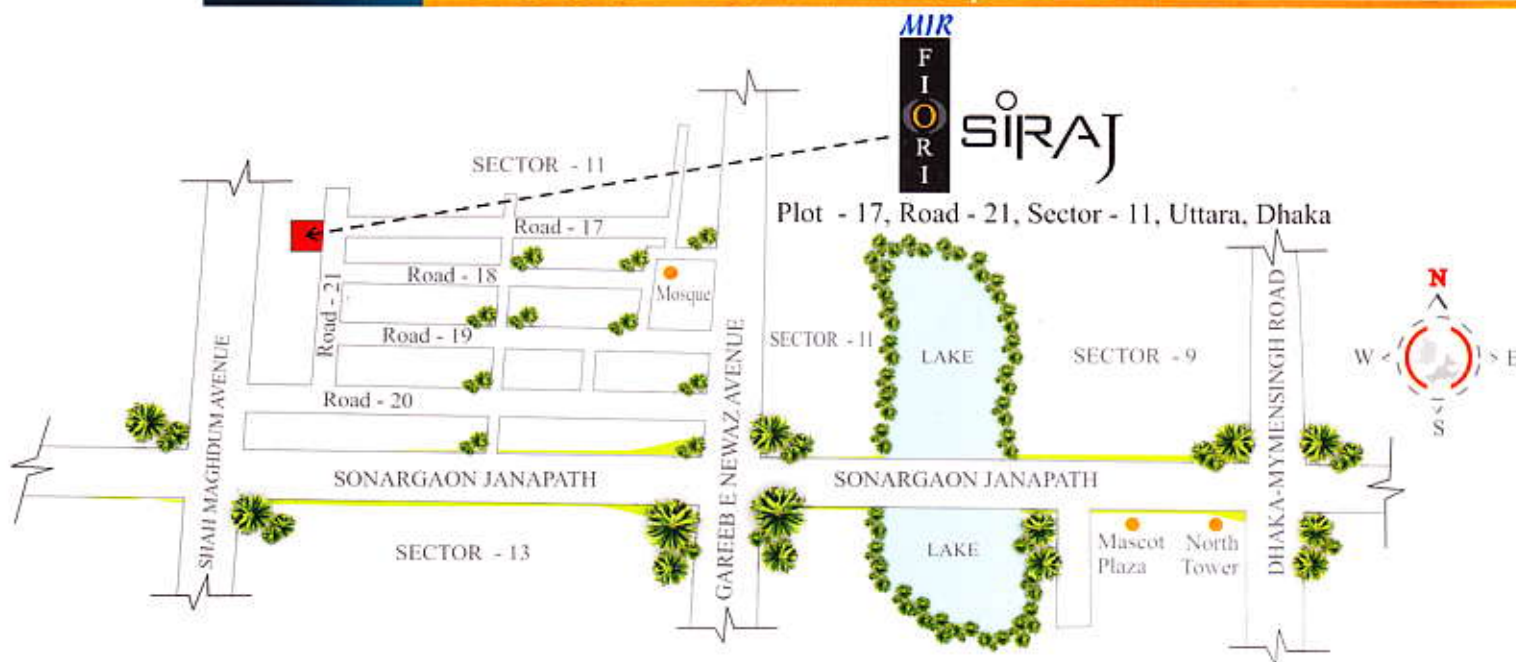 MIR
FIORI
SIRAJ
Plot - 17, Road - 21, Sector - 11, Uttara, Dhaka
SECTOR - 11
Road - 17
Road - 18
Road - 21
Mosque
Road - 19
Road - 20
SHAH MAGHDUM AVENUE
GAREEB E NEWAZ AVENUE
SECTOR - 11
LAKE
SECTOR - 9
DHAKA-MYMENSINGH ROAD
N
W
E
S
SONARGAON JANAPATH
SONARGAON JANAPATH
SECTOR - 13
LAKE
Mascot
Plaza
North
Tower